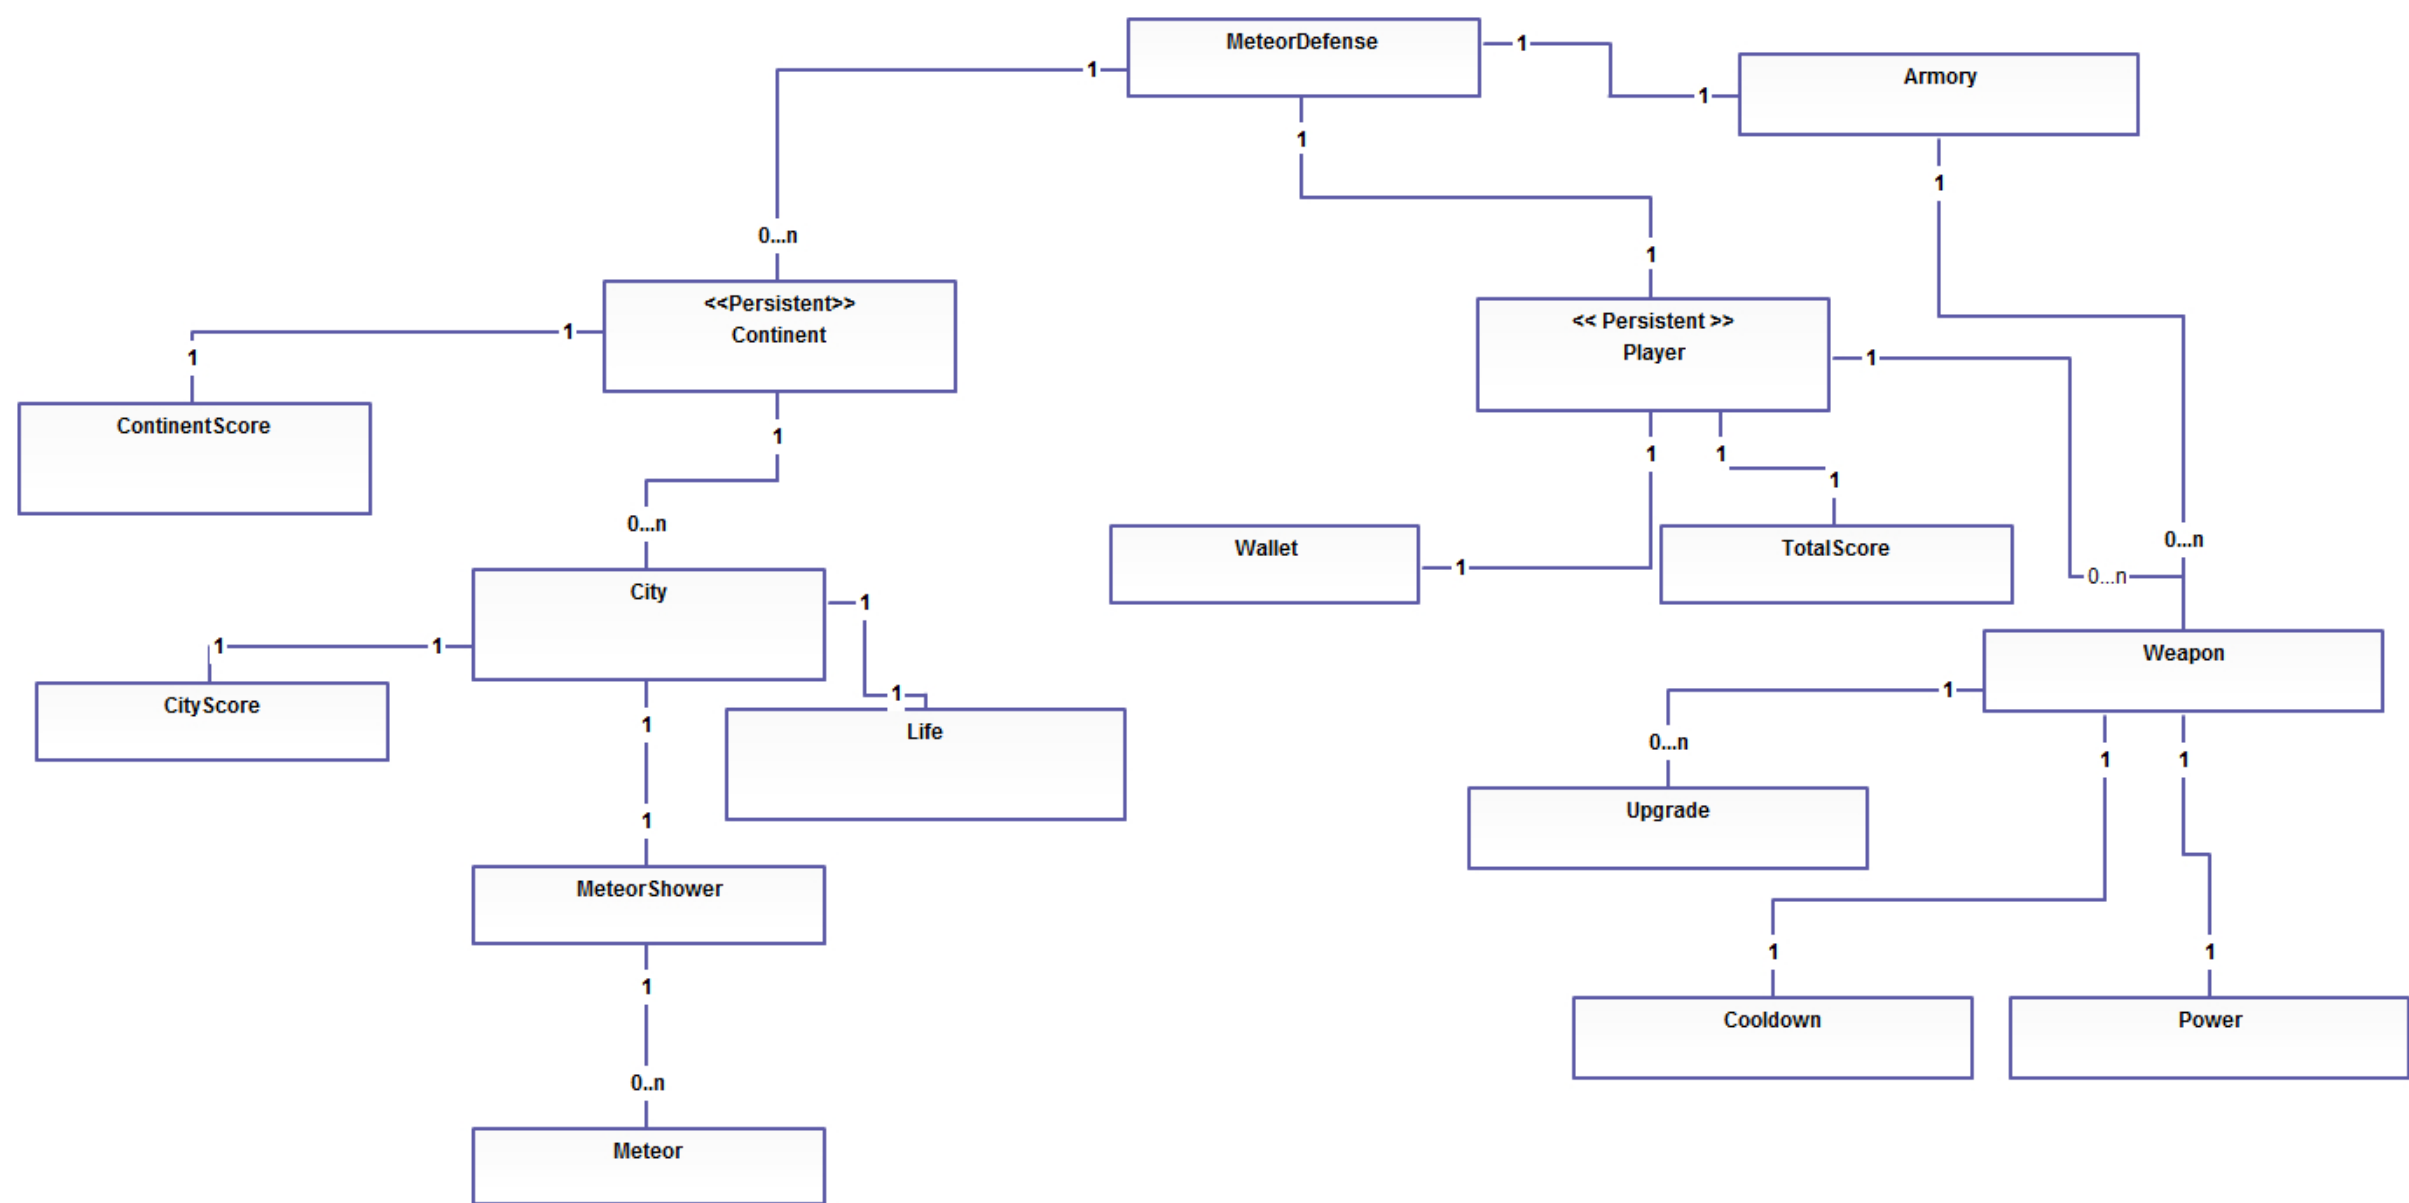 MeteorDefense
1
1
1
Armory
1
1
1
0...n
<<Persistent>>
Continent
1
1
1
<< Persistent >>
Player
1
1
1
1
ContinentScore
1
0...n
Wallet
1
TotalScore
0...n
0...n
City
1
1
1
CityScore
1
1
Life
Weapon
1
0...n
1
1
Upgrade
1
MeteorShower
1
1
1
Cooldown
Power
0..n
Meteor